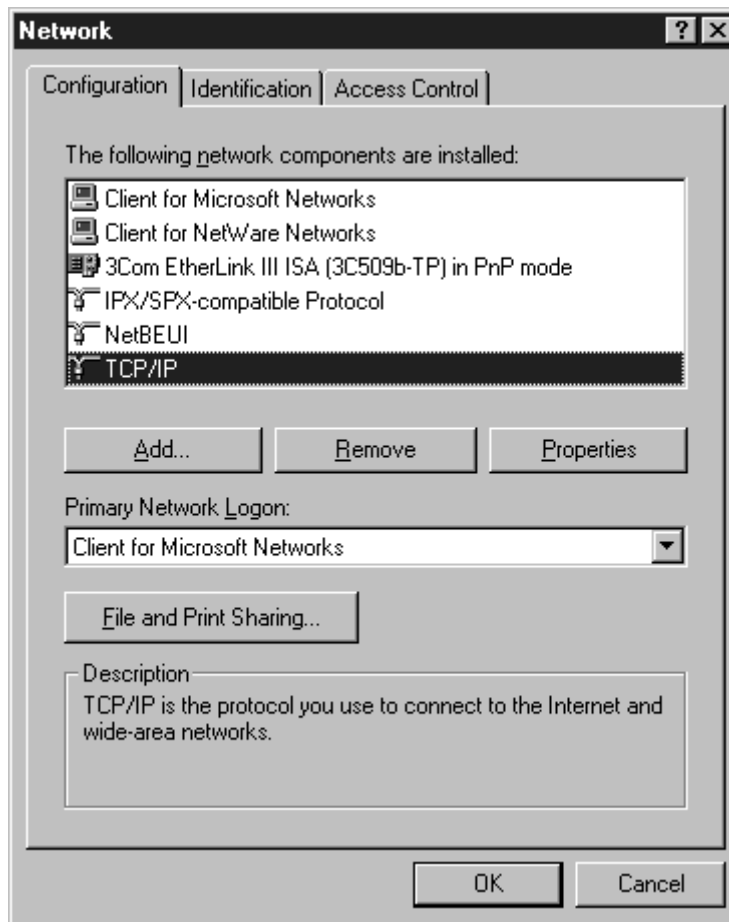 Network
Configuration Identification Access Control
The following network components are installed:
Client for Microsoft Networks
Client for NetWare Networks
3Com EtherLink III ISA (3C509b-TP) in PnP mode
IPX/SPX-compatible Protocol
NetBEUI
TCP/IP
Add... Remove Properties
Primary Network Logon:
Client for Microsoft Networks
File and Print Sharing...
Description
TCP/IP is the protocol you use to connect to the Internet and
wide-area networks.
OK Cancel